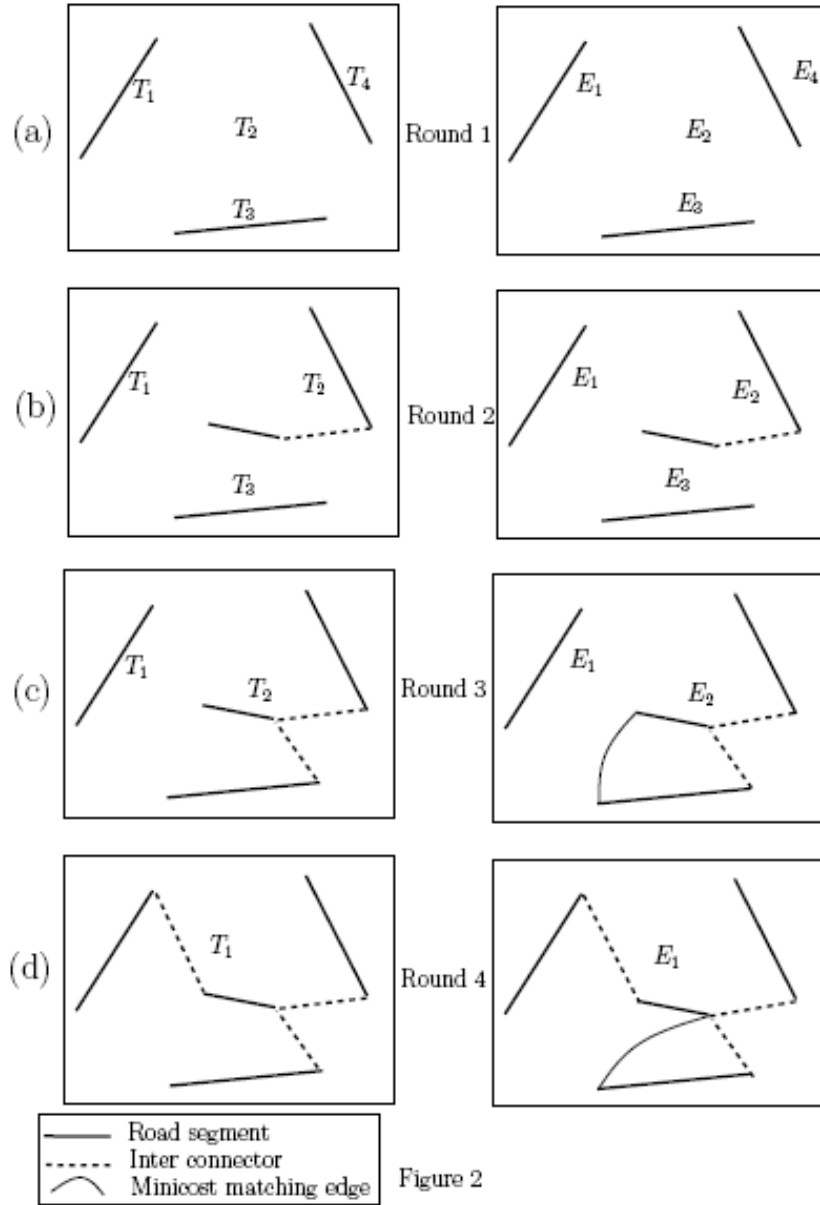 T1
T4
E1
E4
(a)
T2
Round 1
E2
T3
E3
T1
T2
E1
E2
(b)
Round 2
T3
E3
T1
T2
E1
E2
(c)
Round 3
T1
E1
(d)
Round 4
Road segment
Inter connector
Minicost matching edge
Figure 2